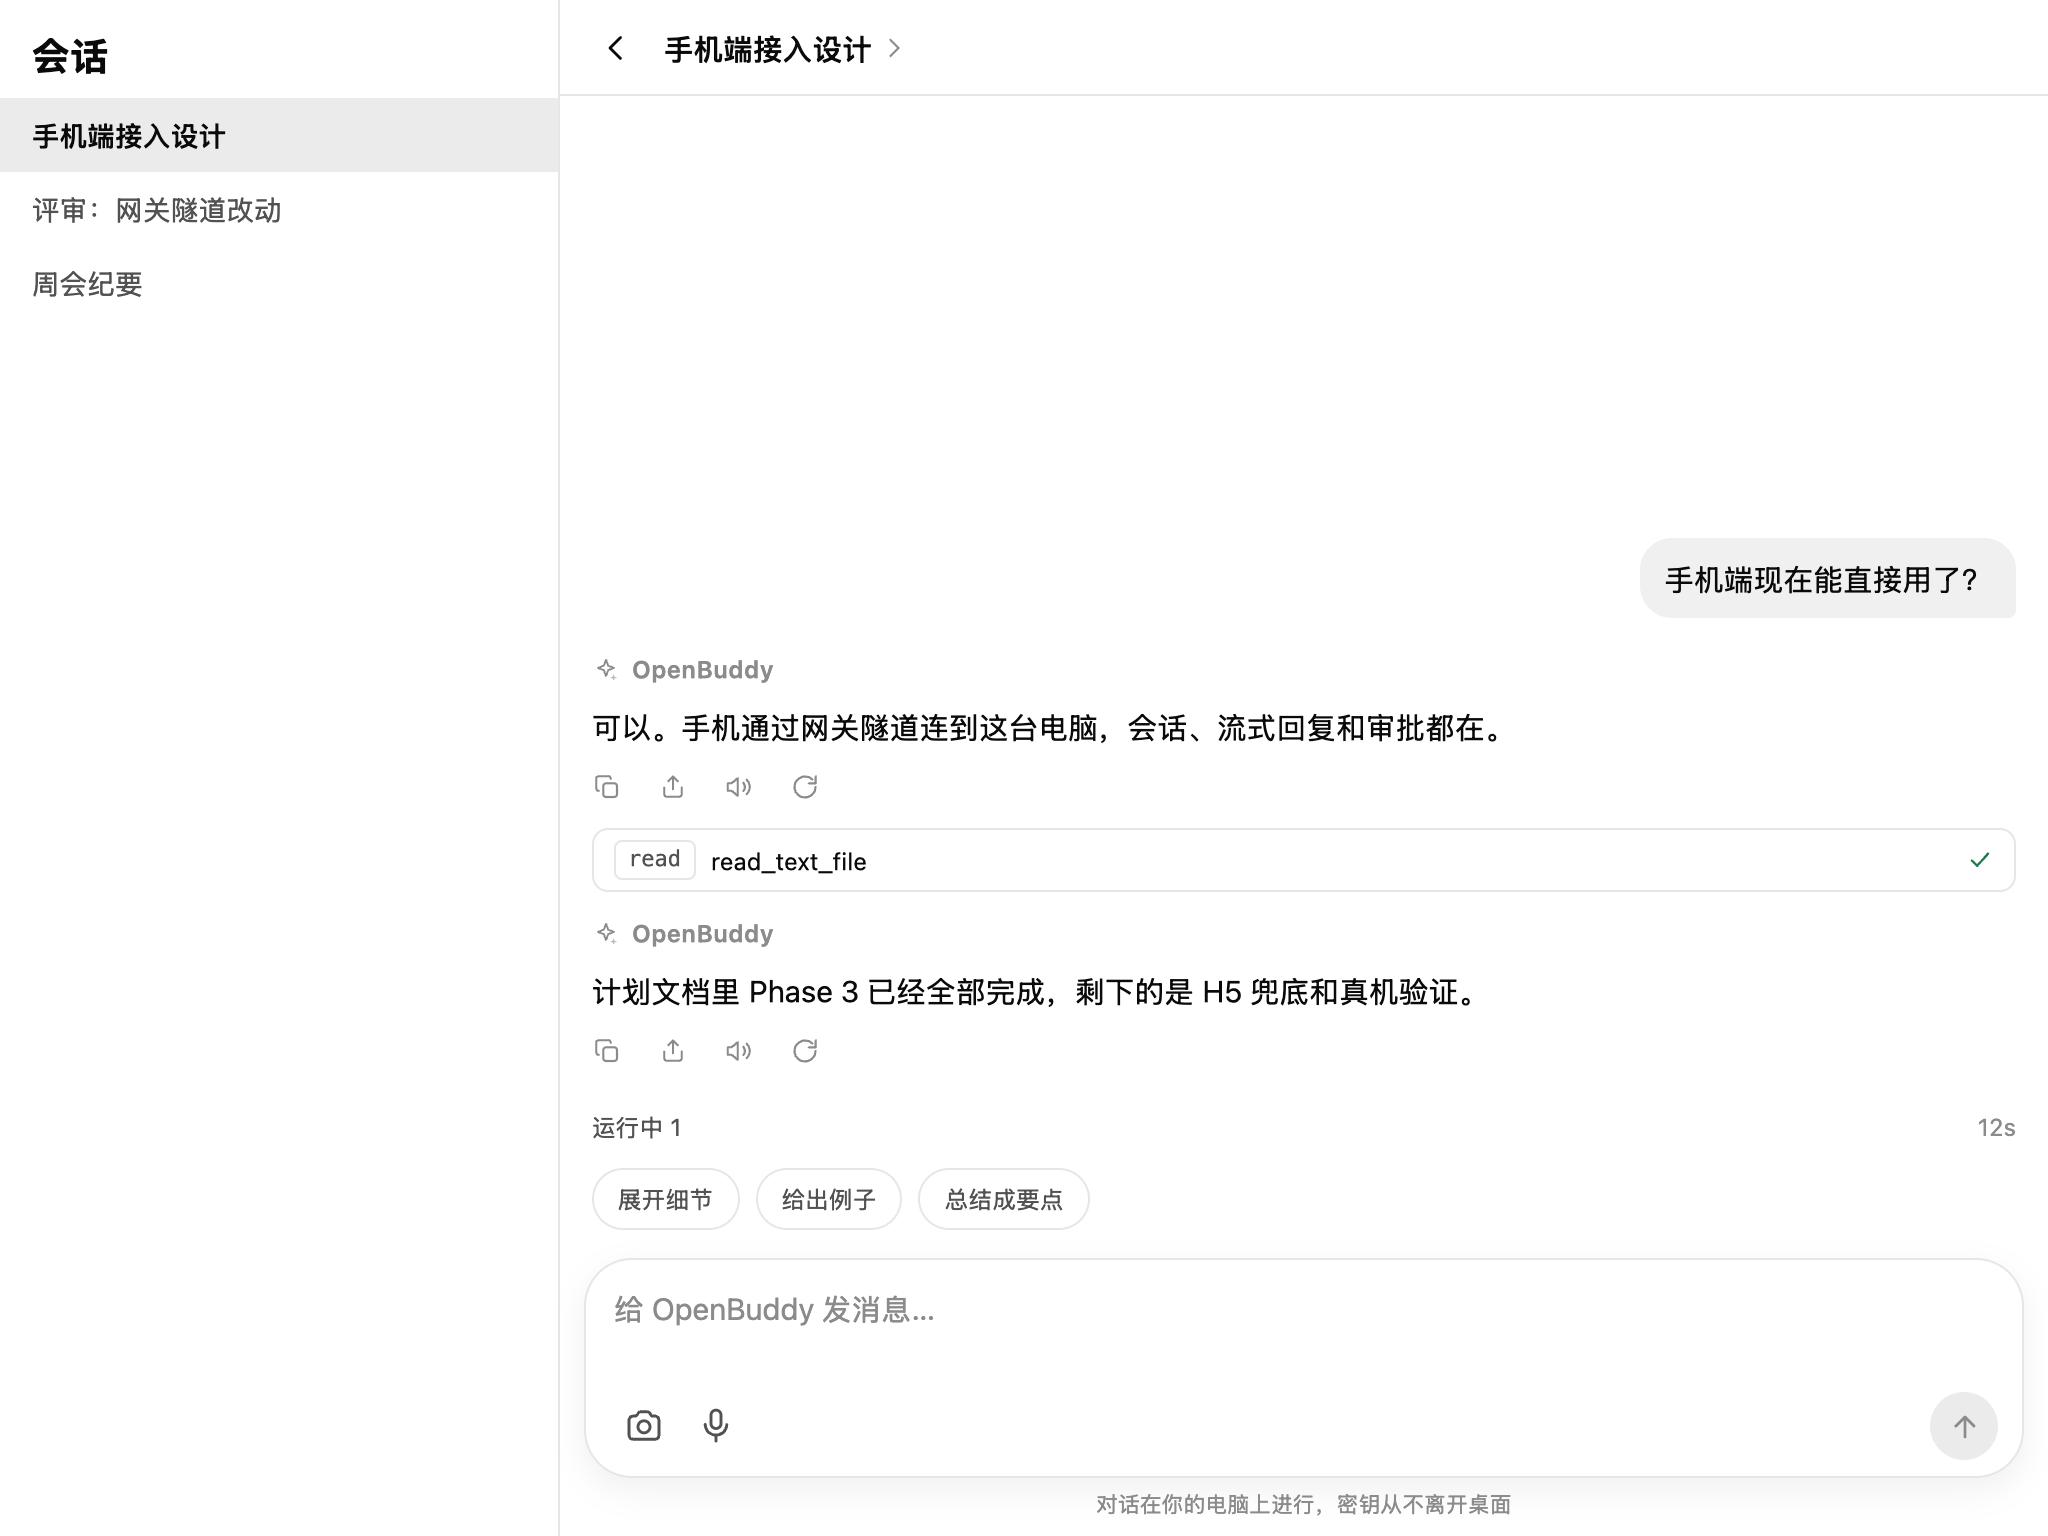 会话
手机端接入设计
评审：网关隧道改动
周会纪要
手机端接入设计
手机端现在能直接用了？
OpenBuddy
可以。手机通过网关隧道连到这台电脑，会话、流式回复和审批都在。
read read_text_file
OpenBuddy
计划文档里 Phase 3 已经全部完成，剩下的是 H5 兜底和真机验证。
运行中 1 12s
展开细节 给出例子 总结成要点
给 OpenBuddy 发消息...
对话在你的电脑上进行，密钥从不离开桌面